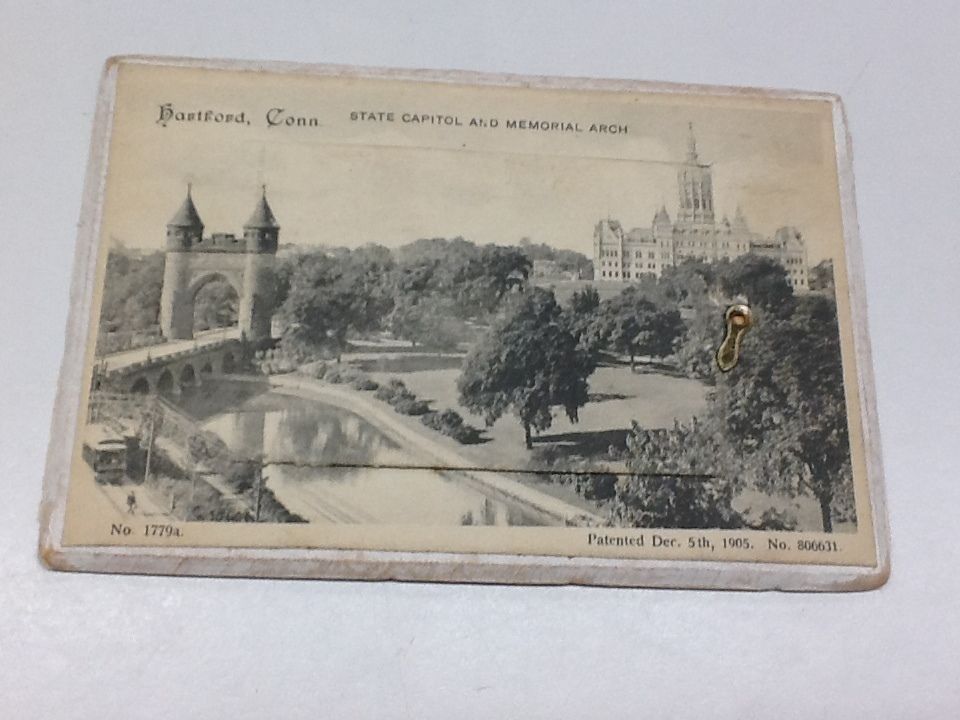 Hartford, Conn. STATE CAPITOL AND MEMORIAL ARCH
No. 1779a.
Patented Dec. 5th, 1905. No. 806631.